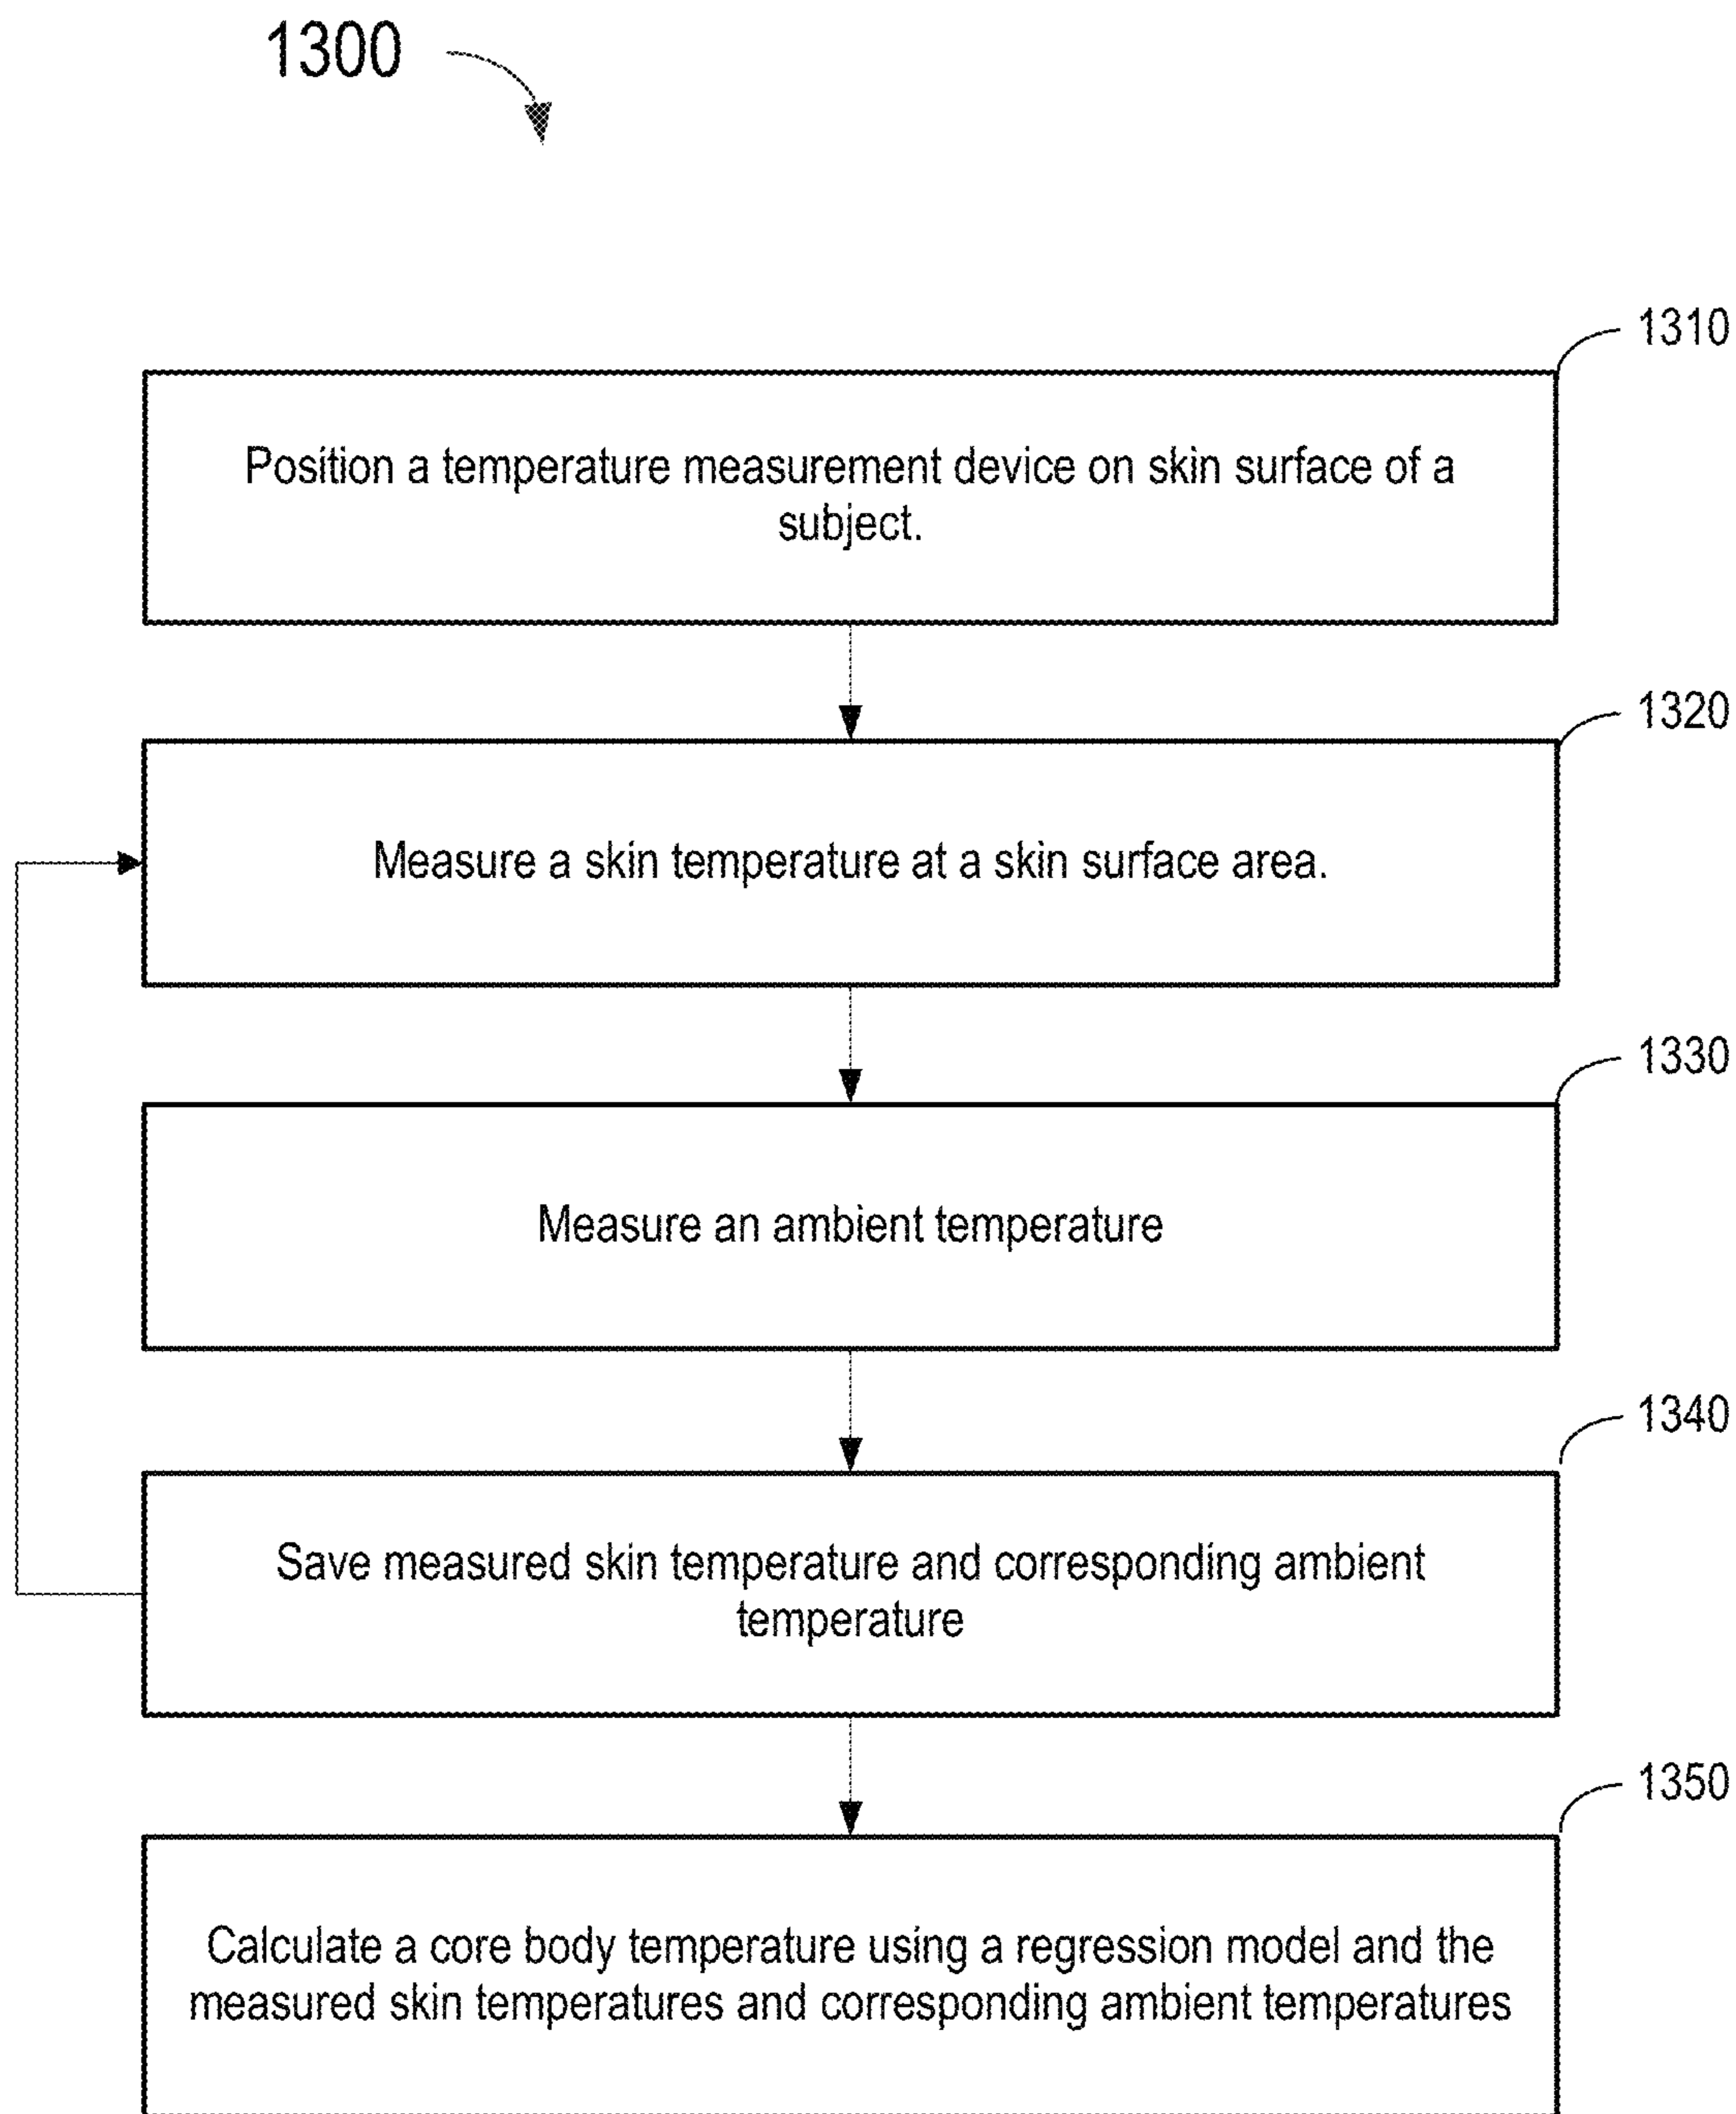 1300
1310
Position a temperature measurement device on skin surface of a
subject.
1320
Measure a skin temperature at a skin surface area.
1330
Measure an ambient temperature
1340
Save measured skin temperature and corresponding ambient
temperature
1350
Calculate a core body temperature using a regression model and the
measured skin temperatures and corresponding ambient temperatures